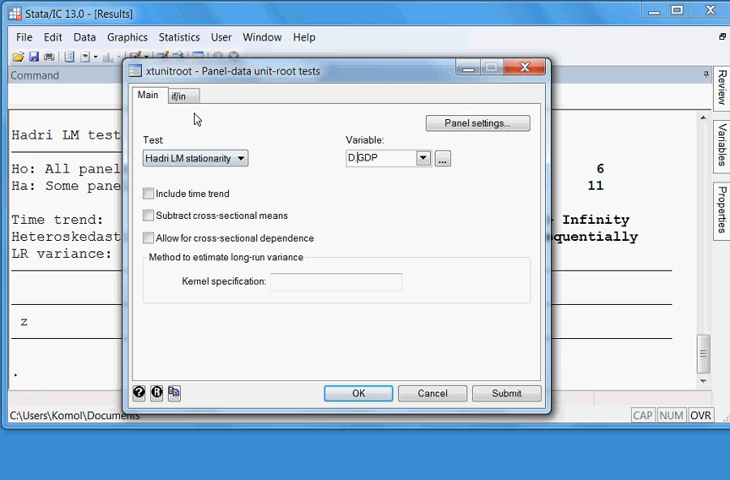 Stata/IC 13.0 - [Results]
File Edit Data Graphics Statistics User Window Help
Command
Review
Variables
Properties
xtunitroot - Panel-data unit-root tests
Main if/in
Panel settings...
Test: Variable:
Hadri LM stationarity D.GDP ...
Include time trend
Subtract cross-sectional means
Allow for cross-sectional dependence
Method to estimate long-run variance
Kernel specification:
OK Cancel Submit
Hadri LM test
Ho: All panel 6
Ha: Some pane 11
Time trend: Infinity
Heteroskedast quentially
LR variance:
z
.
C:\Users\Komol\Documents CAP NUM OVR